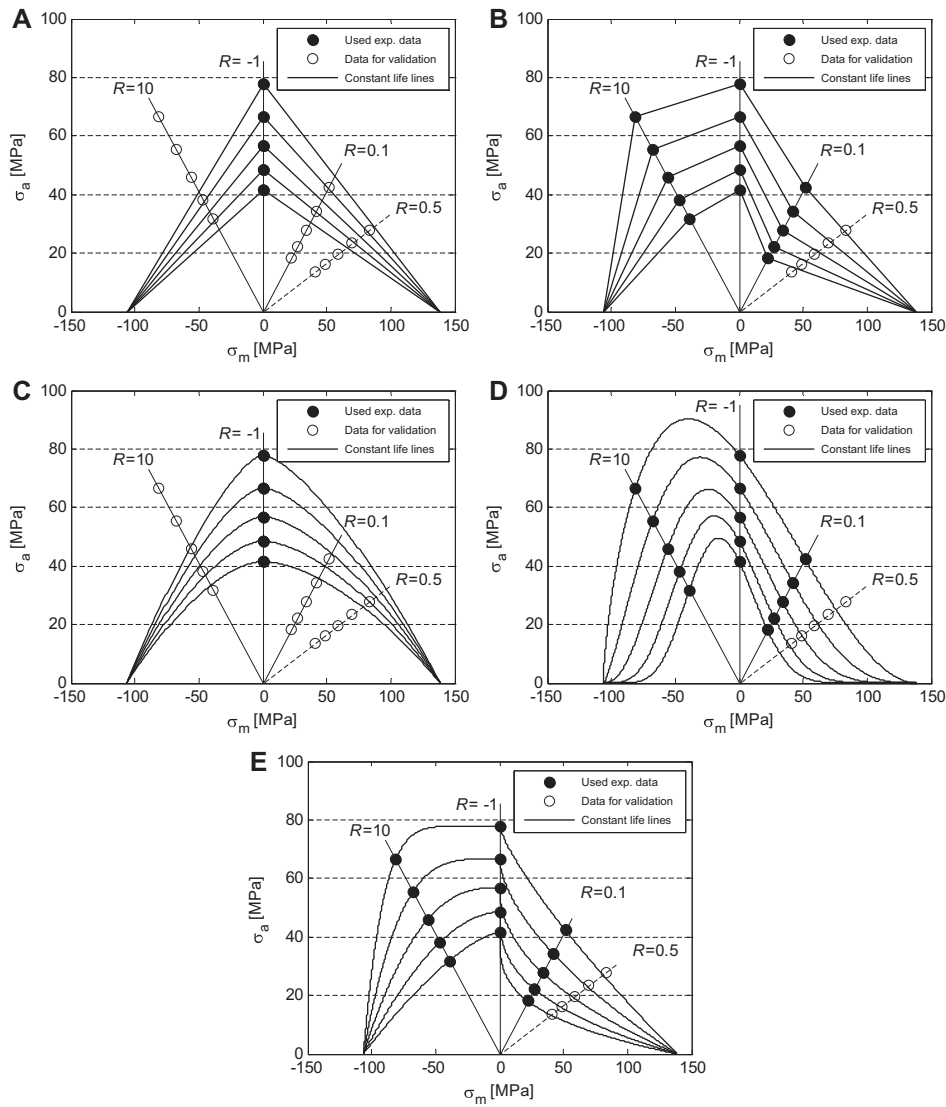 A
100
80
60
40
20
0
σa [MPa]
R= -1
R=10
R=0.1
R=0.5
Used exp. data
Data for validation
Constant life lines
-150 -100 -50 0 50 100 150
σm [MPa]
B
100
80
60
40
20
0
σa [MPa]
R= -1
R=10
R=0.1
R=0.5
Used exp. data
Data for validation
Constant life lines
-150 -100 -50 0 50 100 150
σm [MPa]
C
100
80
60
40
20
0
σa [MPa]
R= -1
R=10
R=0.1
R=0.5
Used exp. data
Data for validation
Constant life lines
-150 -100 -50 0 50 100 150
σm [MPa]
D
100
80
60
40
20
0
σa [MPa]
R= -1
R=10
R=0.1
R=0.5
Used exp. data
Data for validation
Constant life lines
-150 -100 -50 0 50 100 150
σm [MPa]
E
100
80
60
40
20
0
σa [MPa]
R= -1
R=10
R=0.1
R=0.5
Used exp. data
Data for validation
Constant life lines
-150 -100 -50 0 50 100 150
σm [MPa]